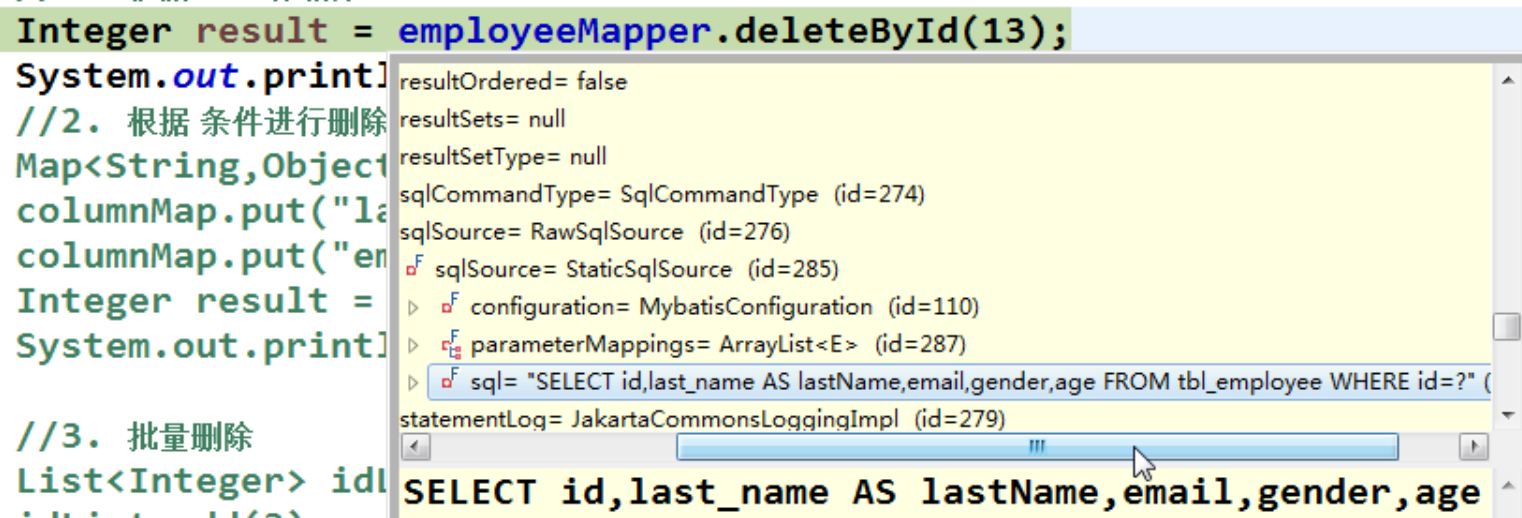 Integer result = employeeMapper.deleteById(13);
System.out.printl
//2. 根据 条件进行删除
Map<String,Object
columnMap.put("la
columnMap.put("em
Integer result =
System.out.printl
//3. 批量删除
List<Integer> idL
resultOrdered= false
resultSets= null
resultSetType= null
sqlCommandType= SqlCommandType (id=274)
sqlSource= RawSqlSource (id=276)
sqlSource= StaticSqlSource (id=285)
configuration= MybatisConfiguration (id=110)
parameterMappings= ArrayList<E> (id=287)
sql= "SELECT id,last_name AS lastName,email,gender,age FROM tbl_employee WHERE id=?" (
statementLog= JakartaCommonsLoggingImpl (id=279)
SELECT id,last_name AS lastName,email,gender,age